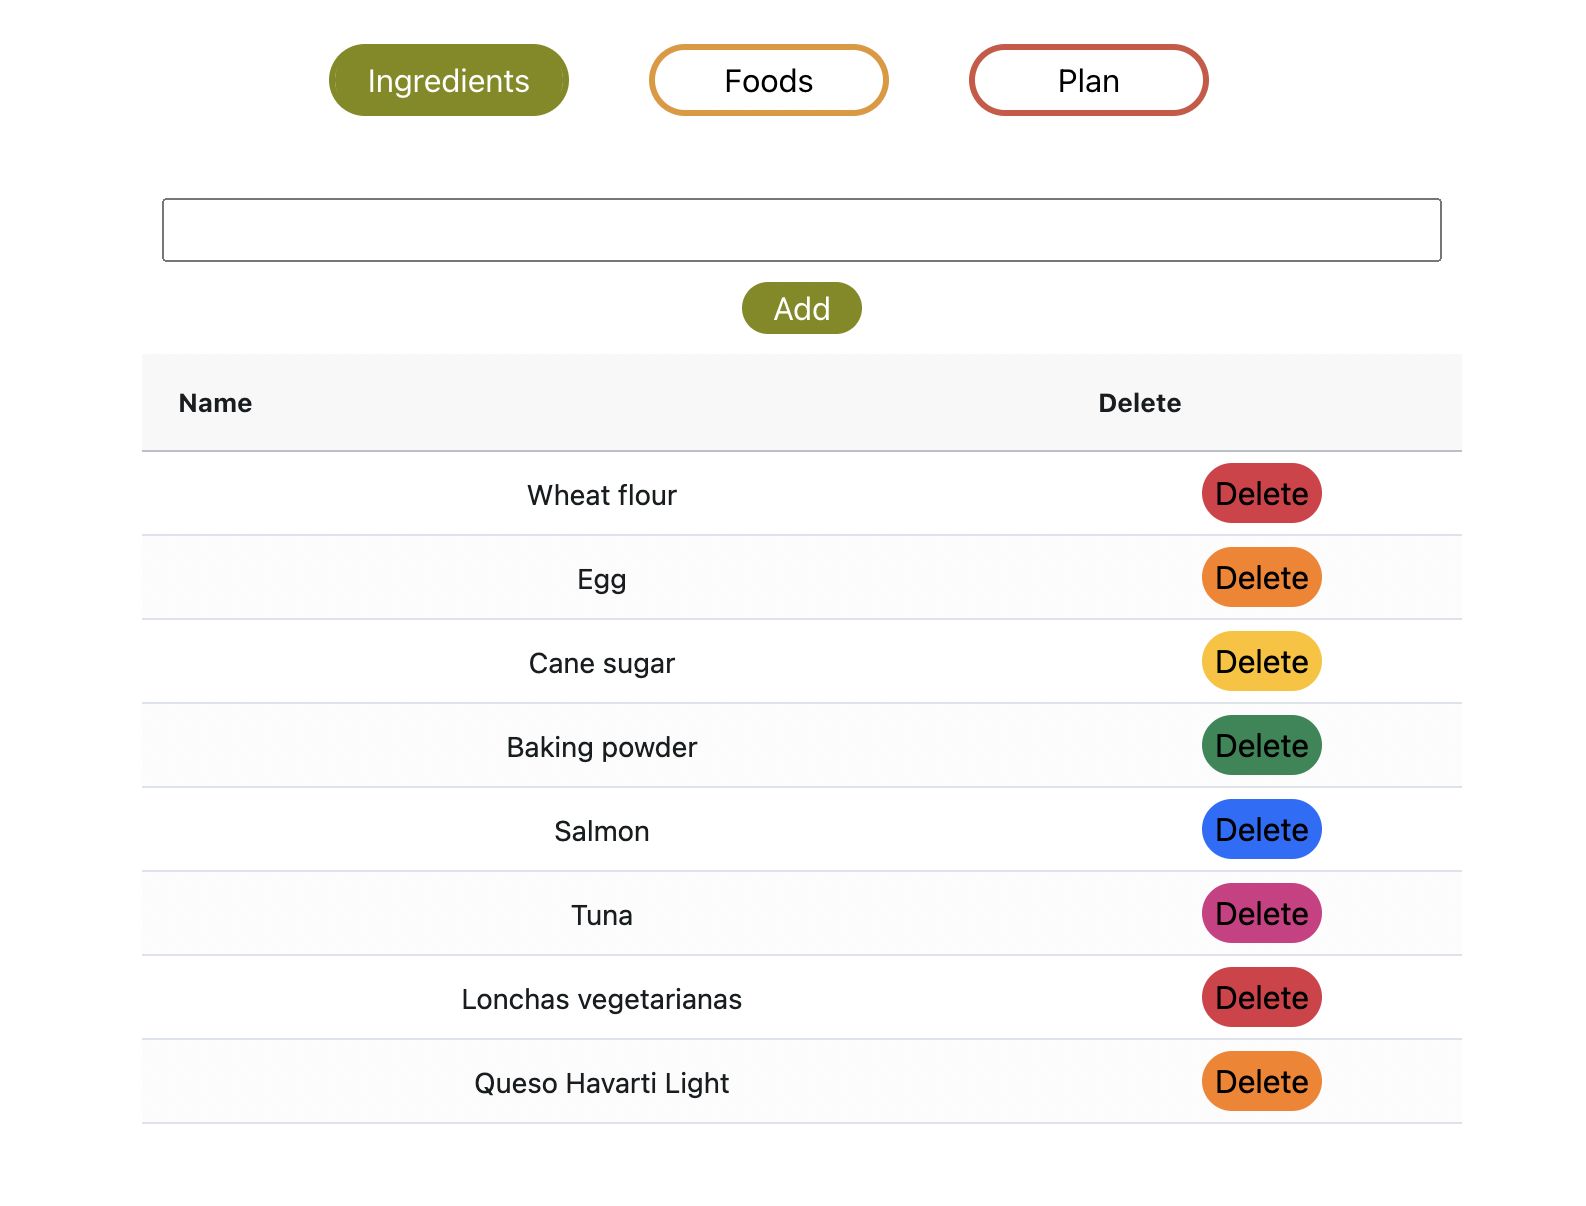 Ingredients Foods Plan
Add
Name Delete
Wheat flour Delete
Egg Delete
Cane sugar Delete
Baking powder Delete
Salmon Delete
Tuna Delete
Lonchas vegetarianas Delete
Queso Havarti Light Delete